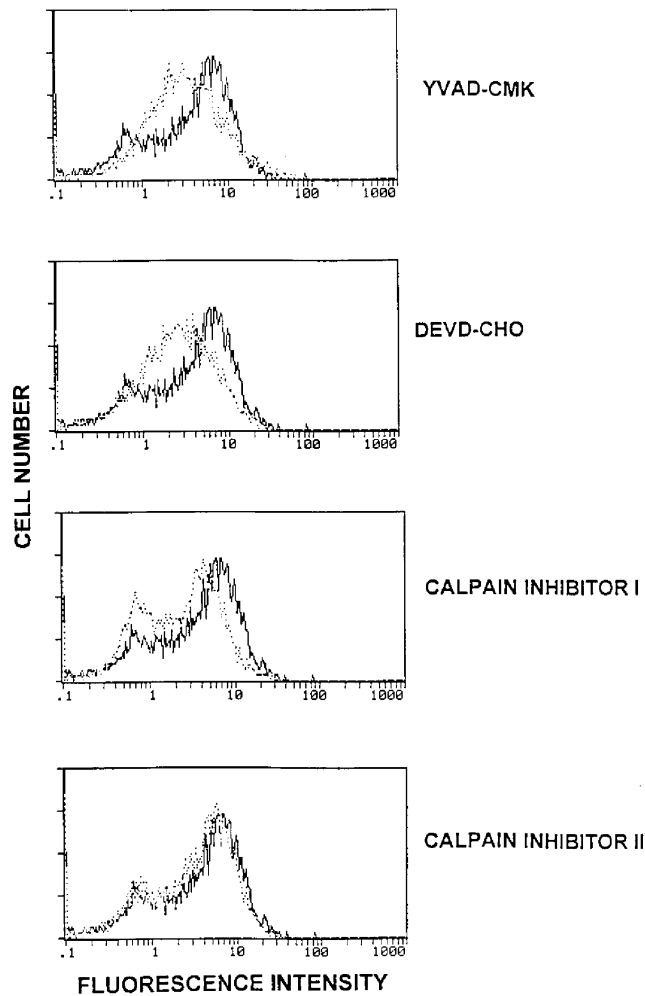 YVAD-CMK
.1 1 10 100 1000
DEVD-CHO
.1 1 10 100 1000
CELL NUMBER
CALPAIN INHIBITOR I
.1 1 10 100 1000
CALPAIN INHIBITOR II
.1 1 10 100 1000
FLUORESCENCE INTENSITY